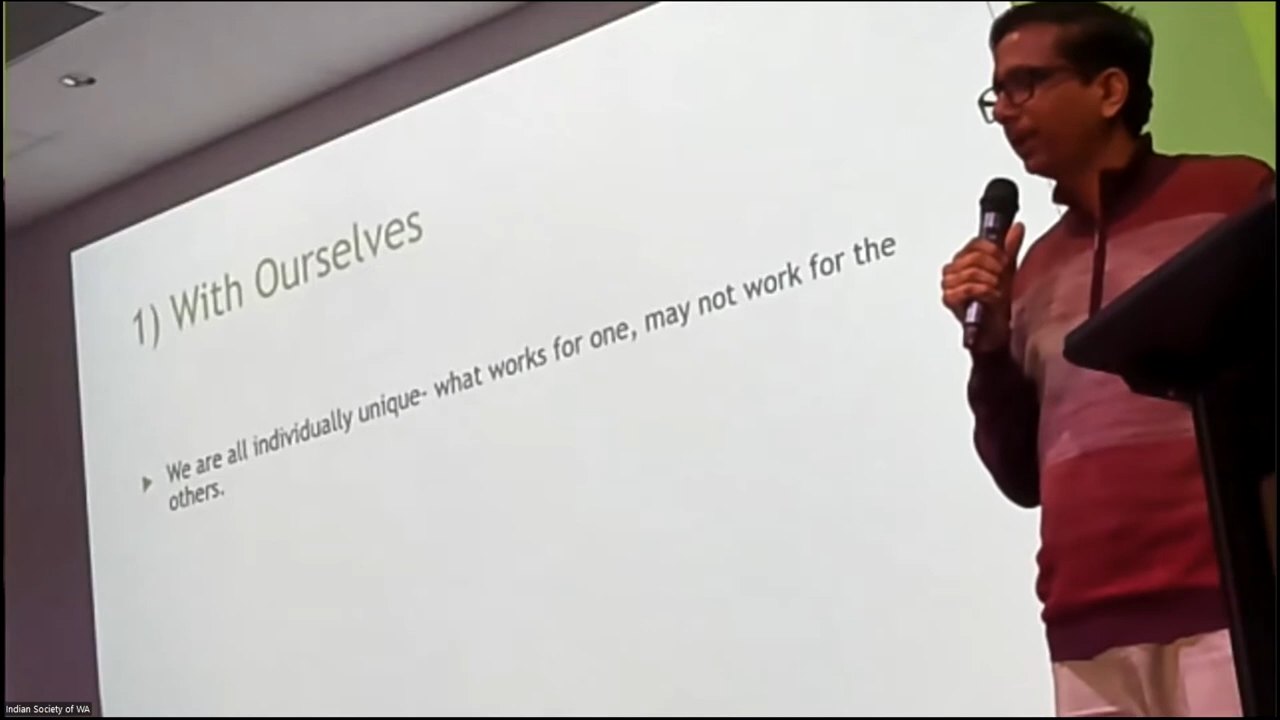 1) With Ourselves
We are all individually unique- what works for one, may not work for the
others.
Indian Society of WA